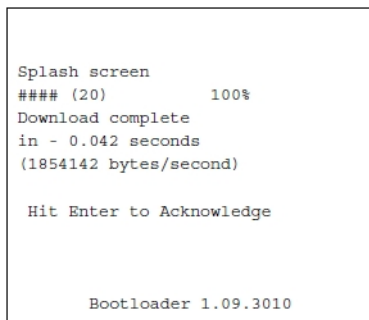 Splash screen
#### (20) 100%
Download complete
in - 0.042 seconds
(1854142 bytes/second)
Hit Enter to Acknowledge
Bootloader 1.09.3010